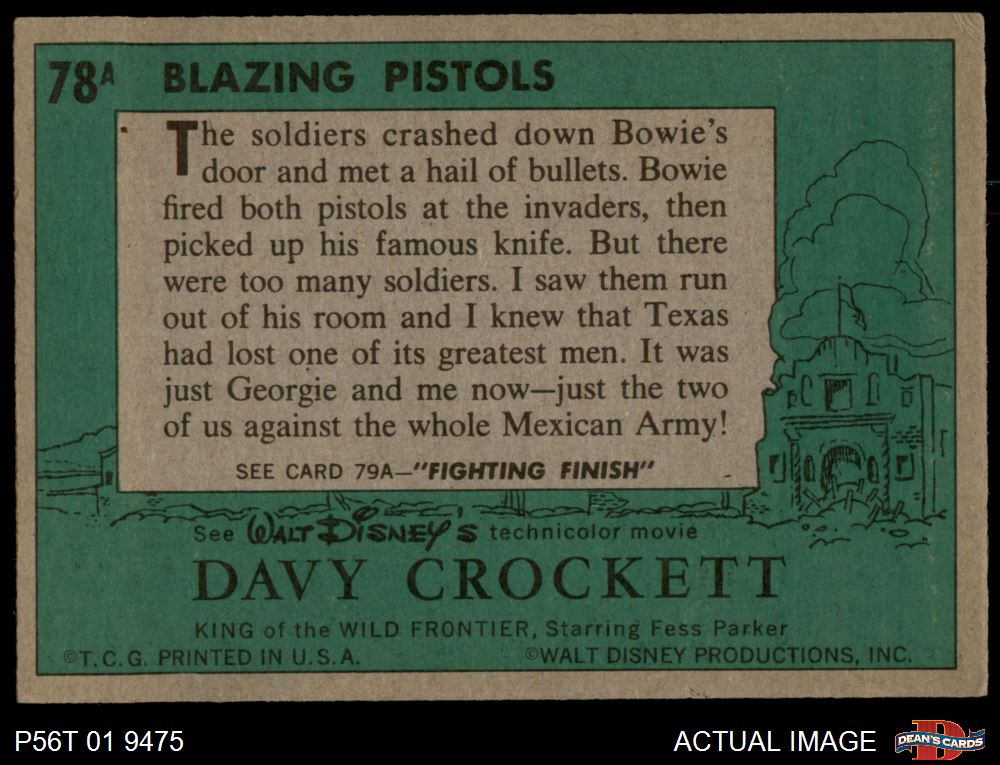 78A BLAZING PISTOLS
The soldiers crashed down Bowie's
door and met a hail of bullets. Bowie
fired both pistols at the invaders, then
picked up his famous knife. But there
were too many soldiers. I saw them run
out of his room and I knew that Texas
had lost one of its greatest men. It was
just Georgie and me now—just the two
of us against the whole Mexican Army!
SEE CARD 79A—"FIGHTING FINISH"
See WALT DISNEY'S technicolor movie
DAVY CROCKETT
KING of the WILD FRONTIER, Starring Fess Parker
©T.C.G. PRINTED IN U.S.A. ©WALT DISNEY PRODUCTIONS, INC.
P56T 01 9475 ACTUAL IMAGE DEAN'S CARDS